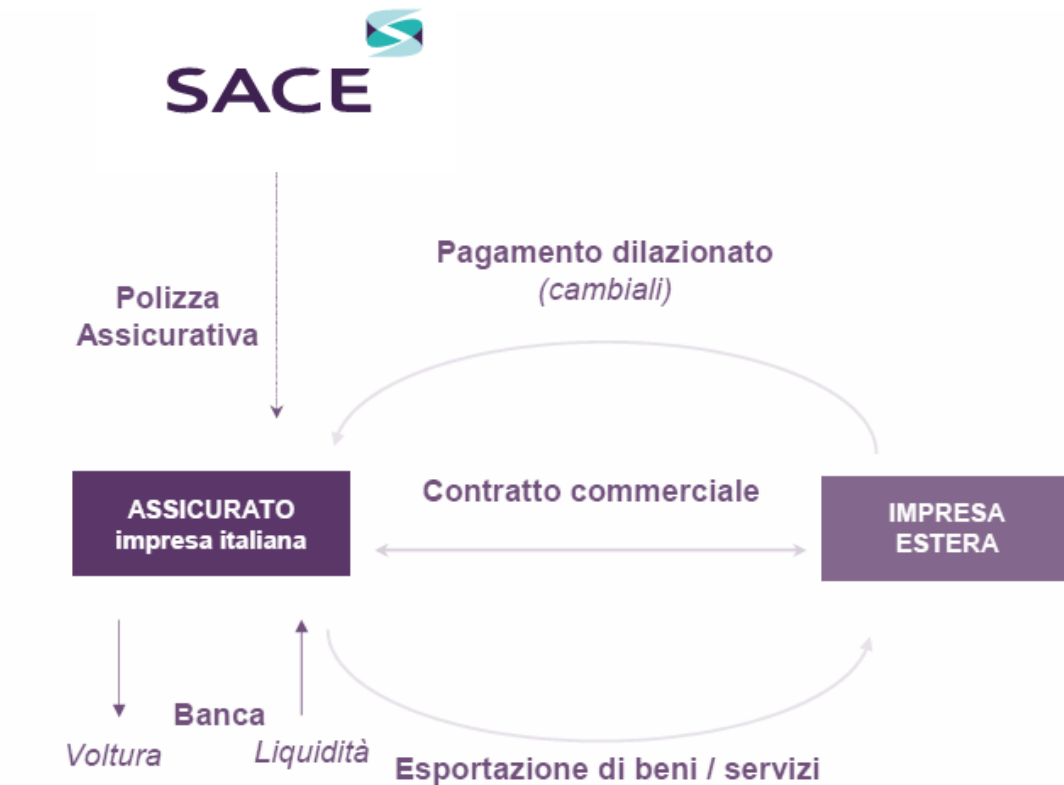 SACE
Pagamento dilazionato
(cambiali)
Polizza
Assicurativa
ASSICURATO
impresa italiana
Contratto commerciale
IMPRESA
ESTERA
Banca
Voltura
Liquidità
Esportazione di beni / servizi